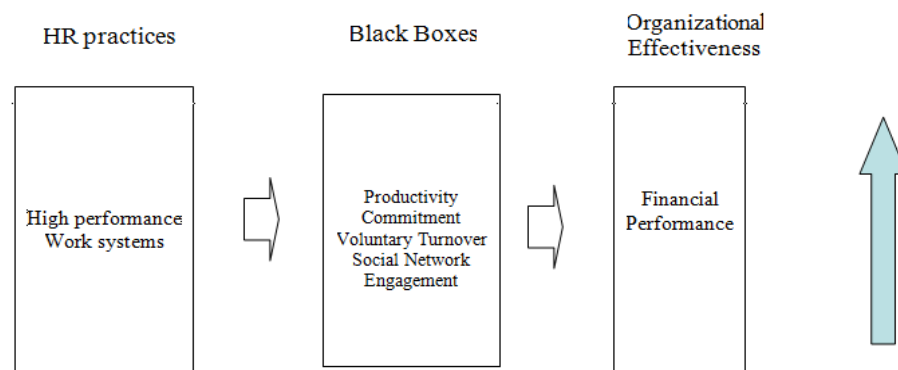 HR practices
Black Boxes
Organizational
Effectiveness
High performance
Work systems
Productivity
Commitment
Voluntary Turnover
Social Network
Engagement
Financial
Performance